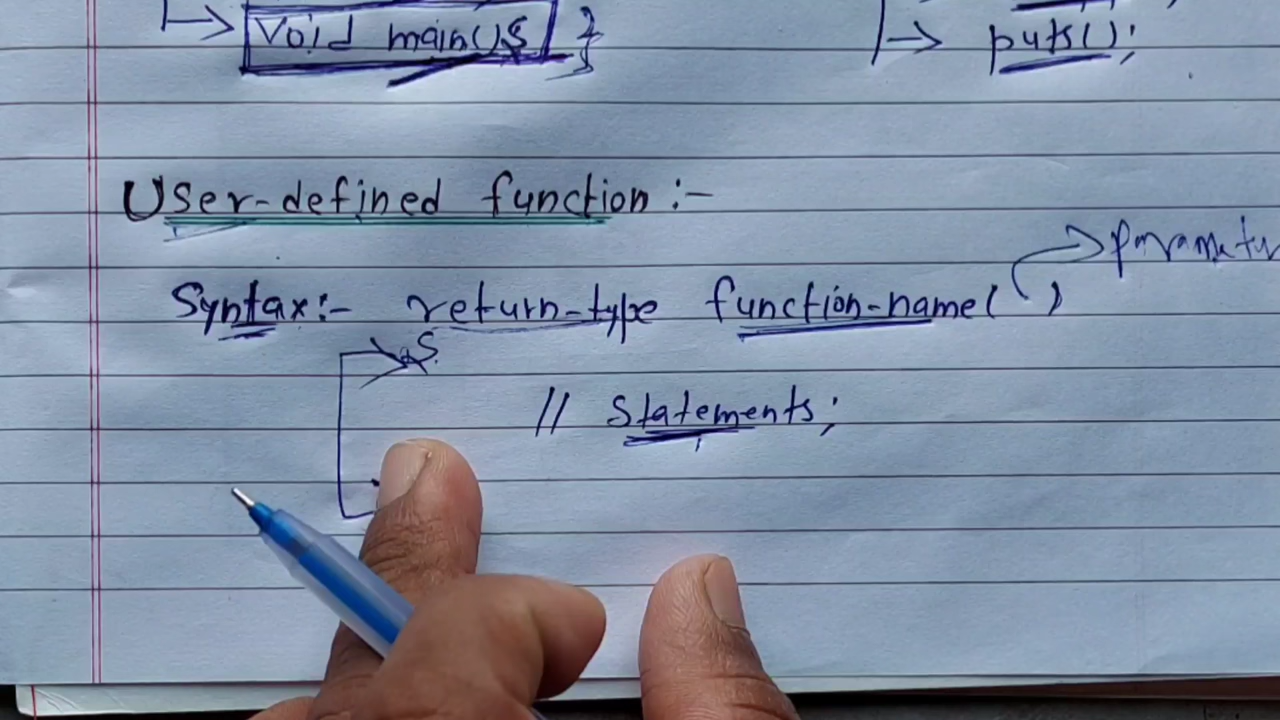 void main(){ }
puts();
User-defined function :-
parameter
Syntax:- return-type function-name( )
{
// Statements;